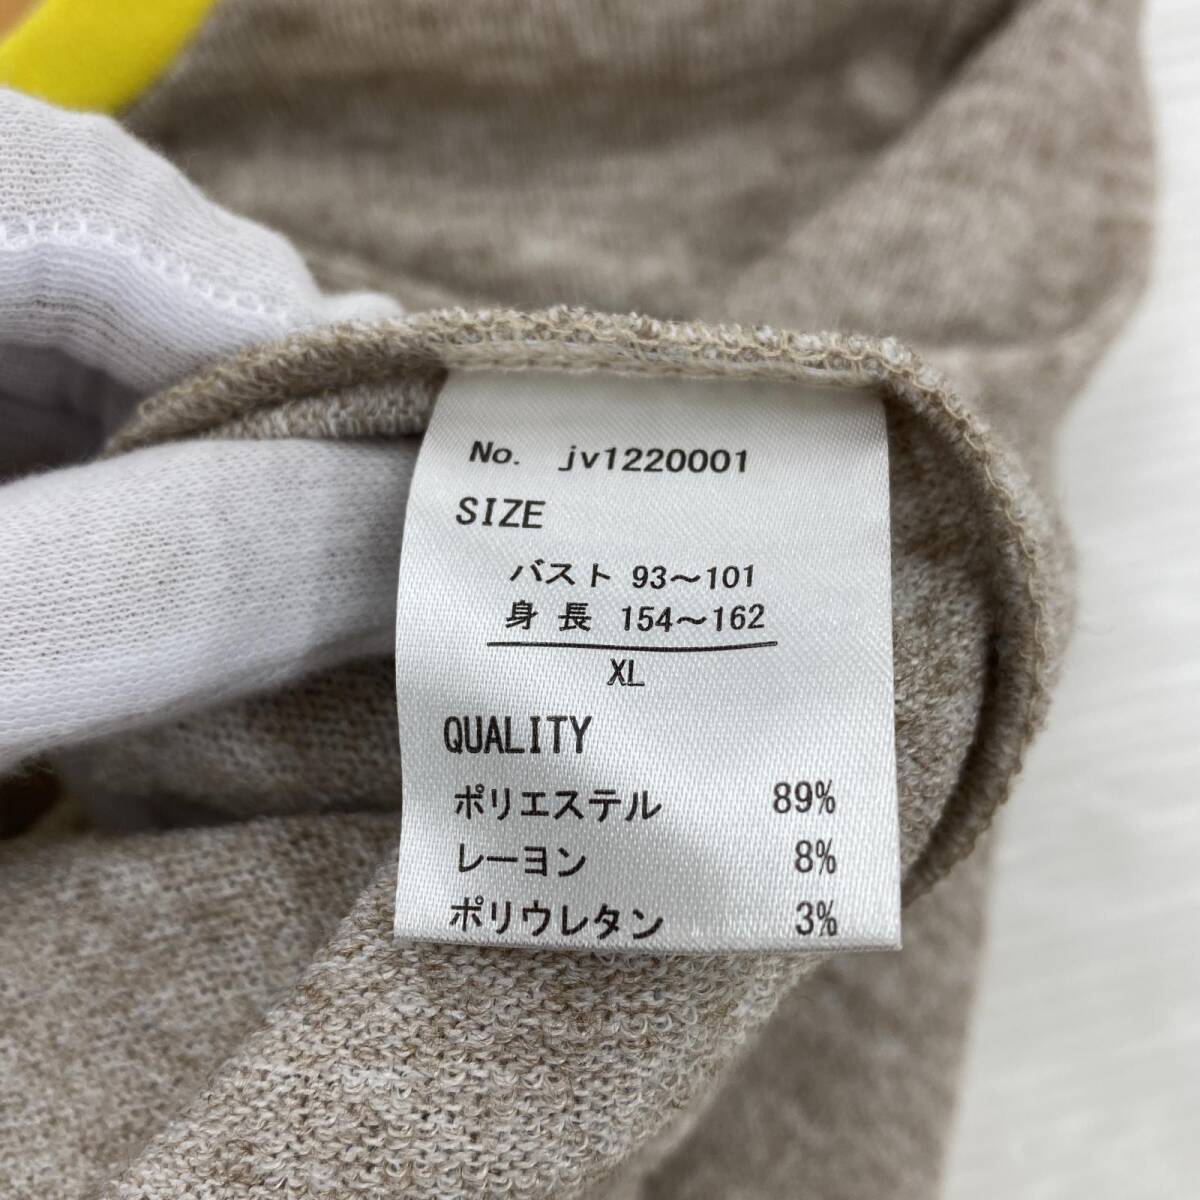 No. jv1220001
SIZE
バスト 93〜101
身長 154〜162
XL
QUALITY
ポリエステル 89%
レーヨン 8%
ポリウレタン 3%